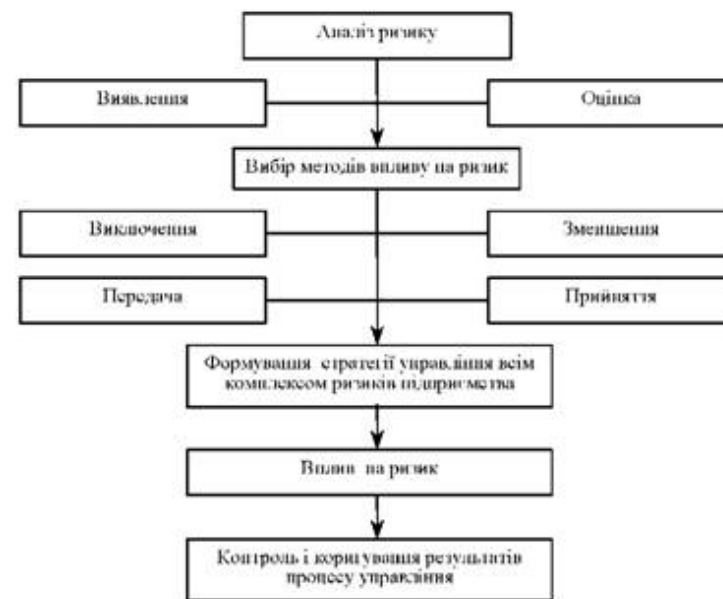 Аналіз ризику
Виявлення
Оцінка
Вибір методів впливу на ризик
Виключення
Зменшення
Передача
Прийняття
Формування стратегії управління всім
комплексом ризиків підприємства
Вплив на ризик
Контроль і коригування результатів
процесу управління